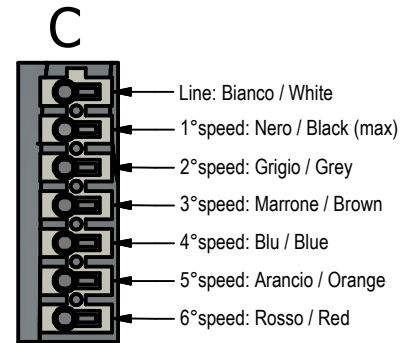 C
Line: Bianco / White
1°speed: Nero / Black (max)
2°speed: Grigio / Grey
3°speed: Marrone / Brown
4°speed: Blu / Blue
5°speed: Arancio / Orange
6°speed: Rosso / Red